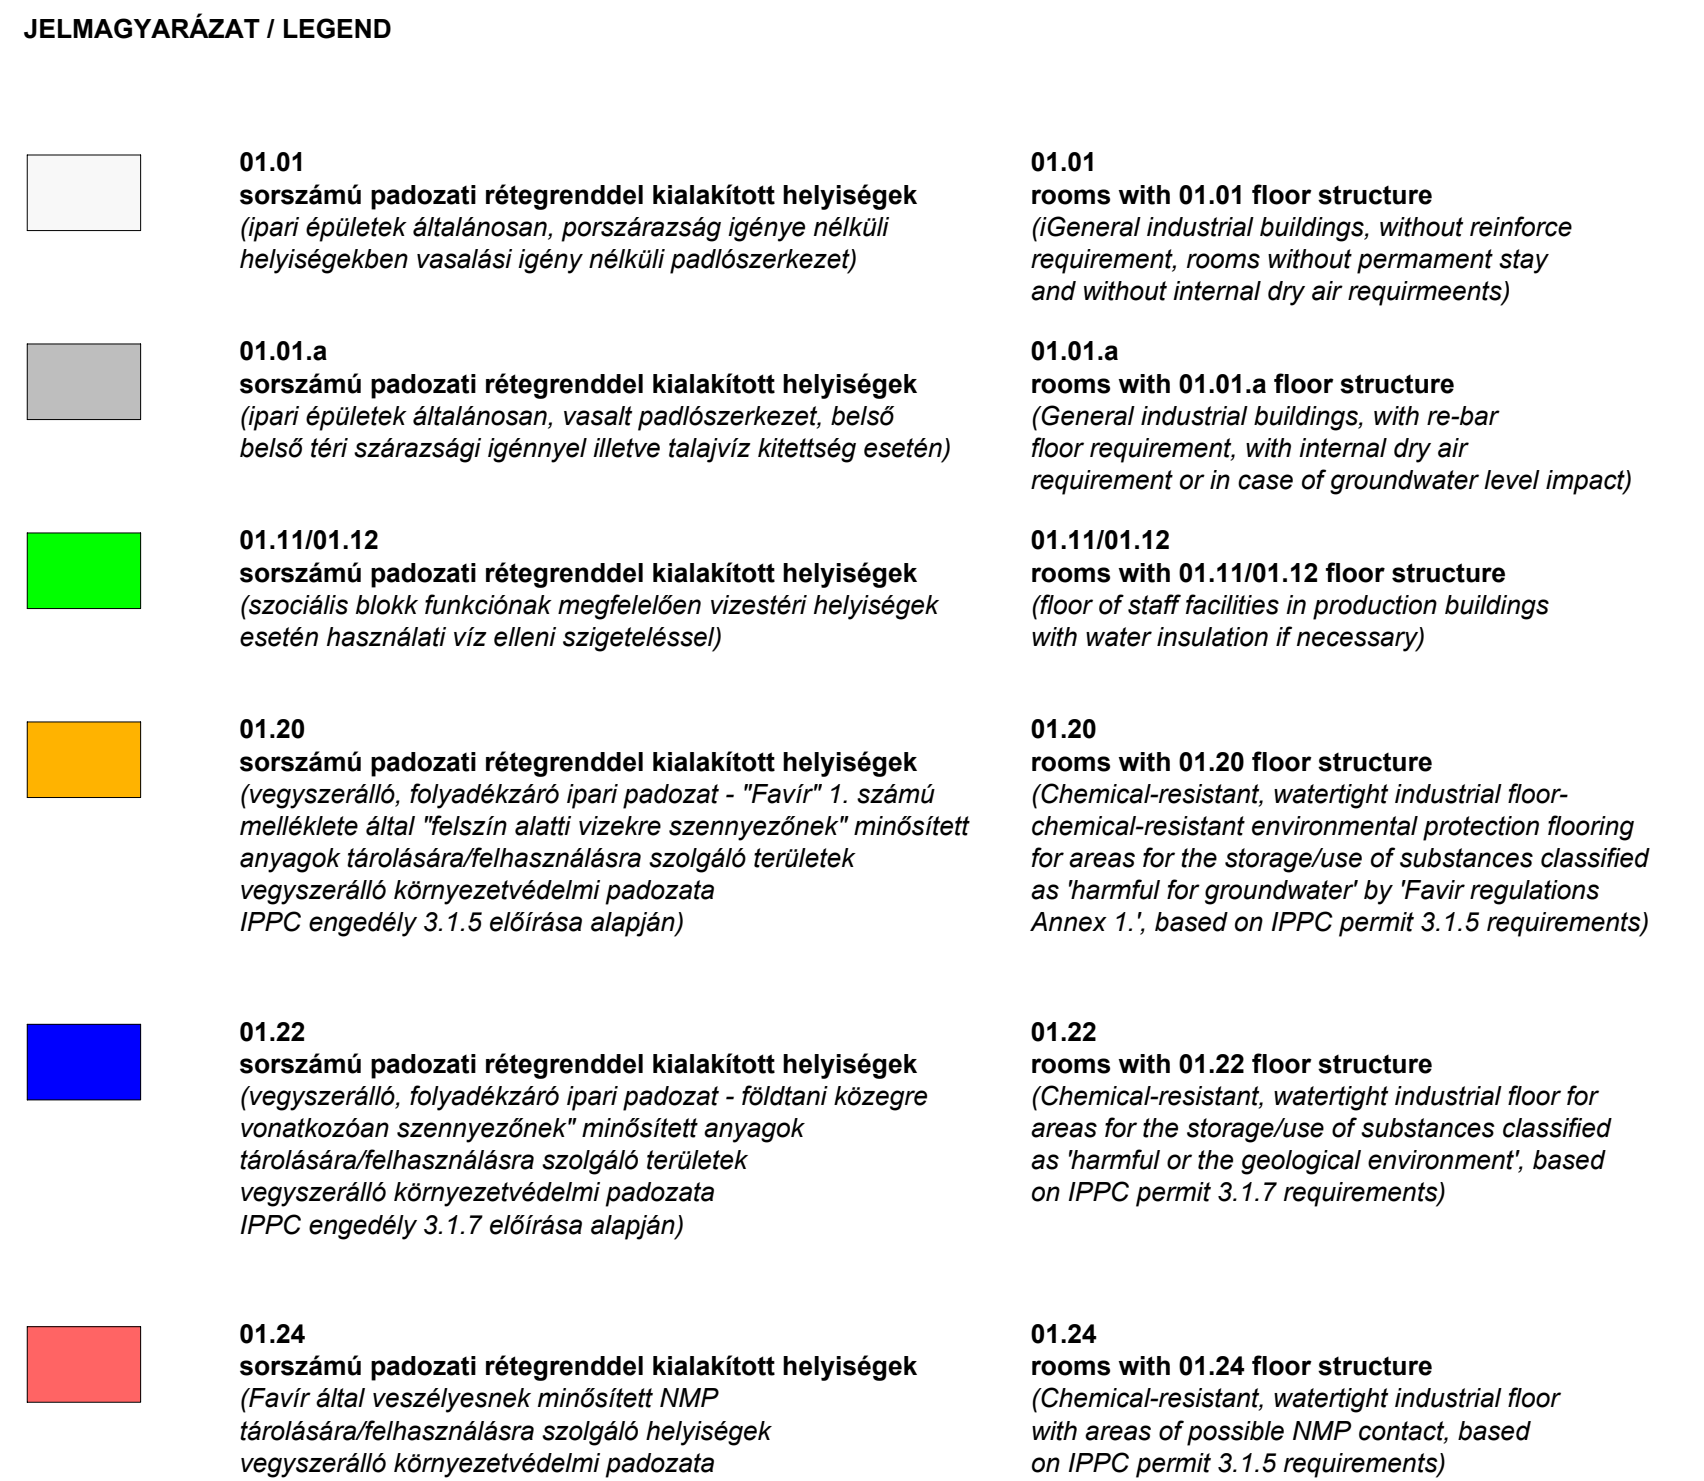 JELMAGYARÁZAT / LEGEND
01.01
sorszámú padozati rétegrenddel kialakított helyiségek
(ipari épületek általánosan, porszárazság igénye nélküli
helyiségekben vasalási igény nélküli padlószerkezet)
01.01
rooms with 01.01 floor structure
(iGeneral industrial buildings, without reinforce
requirement, rooms without permament stay
and without internal dry air requirmeents)
01.01.a
sorszámú padozati rétegrenddel kialakított helyiségek
(ipari épületek általánosan, vasalt padlószerkezet, belső
belső téri szárazsági igénnyel illetve talajvíz kitettség esetén)
01.01.a
rooms with 01.01.a floor structure
(General industrial buildings, with re-bar
floor requirement, with internal dry air
requirement or in case of groundwater level impact)
01.11/01.12
sorszámú padozati rétegrenddel kialakított helyiségek
(szociális blokk funkciónak megfelelően vizestéri helyiségek
esetén használati víz elleni szigeteléssel)
01.11/01.12
rooms with 01.11/01.12 floor structure
(floor of staff facilities in production buildings
with water insulation if necessary)
01.20
sorszámú padozati rétegrenddel kialakított helyiségek
(vegyszerálló, folyadékzáró ipari padozat - "Favír" 1. számú
melléklete által "felszín alatti vizekre szennyezőnek" minősített
anyagok tárolására/felhasználásra szolgáló területek
vegyszerálló környezetvédelmi padozata
IPPC engedély 3.1.5 előírása alapján)
01.20
rooms with 01.20 floor structure
(Chemical-resistant, watertight industrial floor-
chemical-resistant environmental protection flooring
for areas for the storage/use of substances classified
as 'harmful for groundwater' by 'Favir regulations
Annex 1.', based on IPPC permit 3.1.5 requirements)
01.22
sorszámú padozati rétegrenddel kialakított helyiségek
(vegyszerálló, folyadékzáró ipari padozat - földtani közegre
vonatkozóan szennyezőnek" minősített anyagok
tárolására/felhasználásra szolgáló területek
vegyszerálló környezetvédelmi padozata
IPPC engedély 3.1.7 előírása alapján)
01.22
rooms with 01.22 floor structure
(Chemical-resistant, watertight industrial floor for
areas for the storage/use of substances classified
as 'harmful or the geological environment', based
on IPPC permit 3.1.7 requirements)
01.24
sorszámú padozati rétegrenddel kialakított helyiségek
(Favír által veszélyesnek minősített NMP
tárolására/felhasználásra szolgáló helyiségek
vegyszerálló környezetvédelmi padozata
01.24
rooms with 01.24 floor structure
(Chemical-resistant, watertight industrial floor
with areas of possible NMP contact, based
on IPPC permit 3.1.5 requirements)